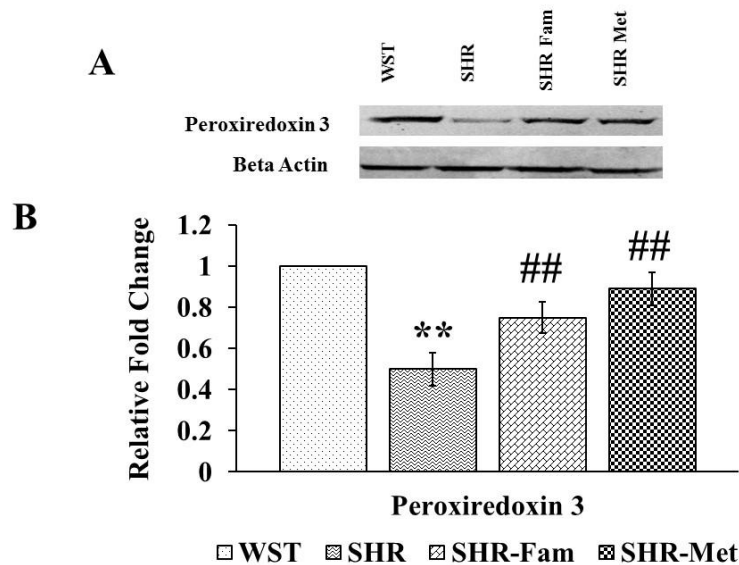 A
WST
SHR
SHR Fam
SHR Met
Peroxiredoxin 3
Beta Actin
B
Relative Fold Change
1.2
1
0.8
0.6
0.4
0.2
0
**
##
##
Peroxiredoxin 3
WST SHR SHR-Fam SHR-Met